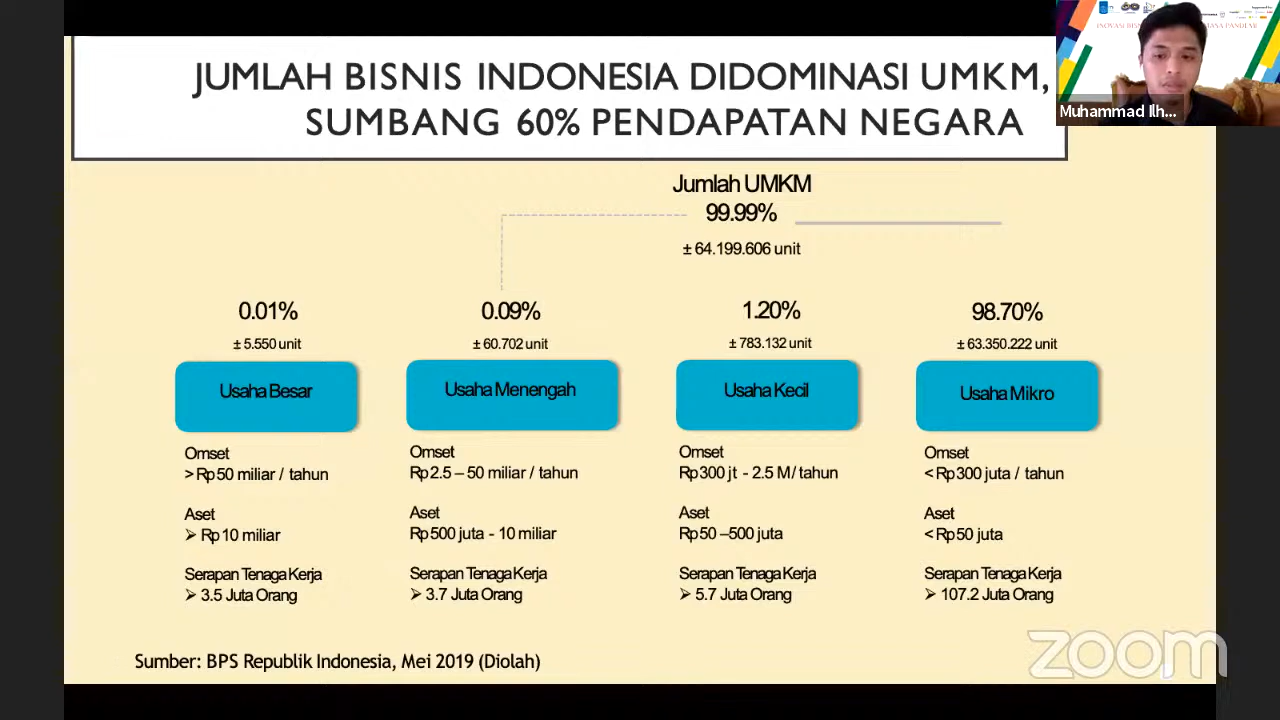 JUMLAH BISNIS INDONESIA DIDOMINASI UMKM,
SUMBANG 60% PENDAPATAN NEGARA
Muhammad Ilh...
Jumlah UMKM
99.99%
± 64.199.606 unit
0.01%
± 5.550 unit
Usaha Besar
Omset
> Rp 50 miliar / tahun
Aset
➢ Rp 10 miliar
Serapan Tenaga Kerja
➢ 3.5 Juta Orang
0.09%
± 60.702 unit
Usaha Menengah
Omset
Rp 2.5 – 50 miliar / tahun
Aset
Rp 500 juta - 10 miliar
Serapan Tenaga Kerja
➢ 3.7 Juta Orang
1.20%
± 783.132 unit
Usaha Kecil
Omset
Rp 300 jt - 2.5 M/ tahun
Aset
Rp 50 –500 juta
Serapan Tenaga Kerja
➢ 5.7 Juta Orang
98.70%
± 63.350.222 unit
Usaha Mikro
Omset
< Rp 300 juta / tahun
Aset
< Rp 50 juta
Serapan Tenaga Kerja
➢ 107.2 Juta Orang
Sumber: BPS Republik Indonesia, Mei 2019 (Diolah)
zoom